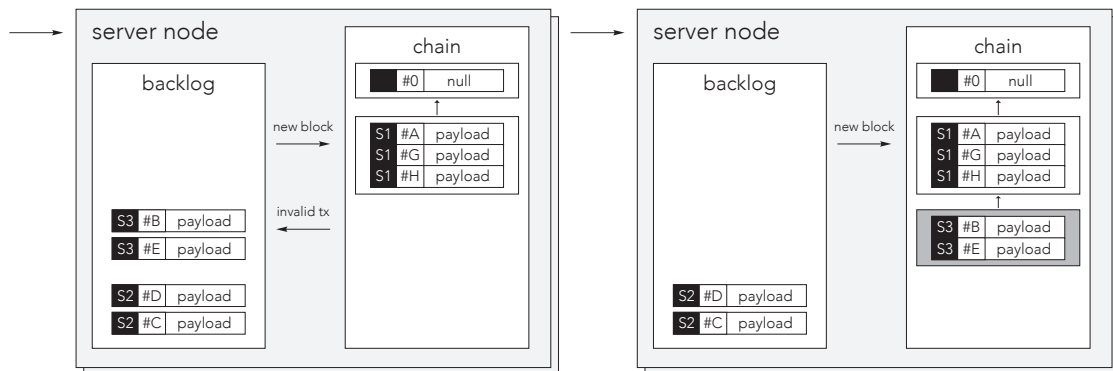 server node
backlog
S3 #B payload
S3 #E payload
S2 #D payload
S2 #C payload
new block
invalid tx
chain
#0 null
S1 #A payload
S1 #G payload
S1 #H payload
server node
backlog
S2 #D payload
S2 #C payload
new block
chain
#0 null
S1 #A payload
S1 #G payload
S1 #H payload
S3 #B payload
S3 #E payload